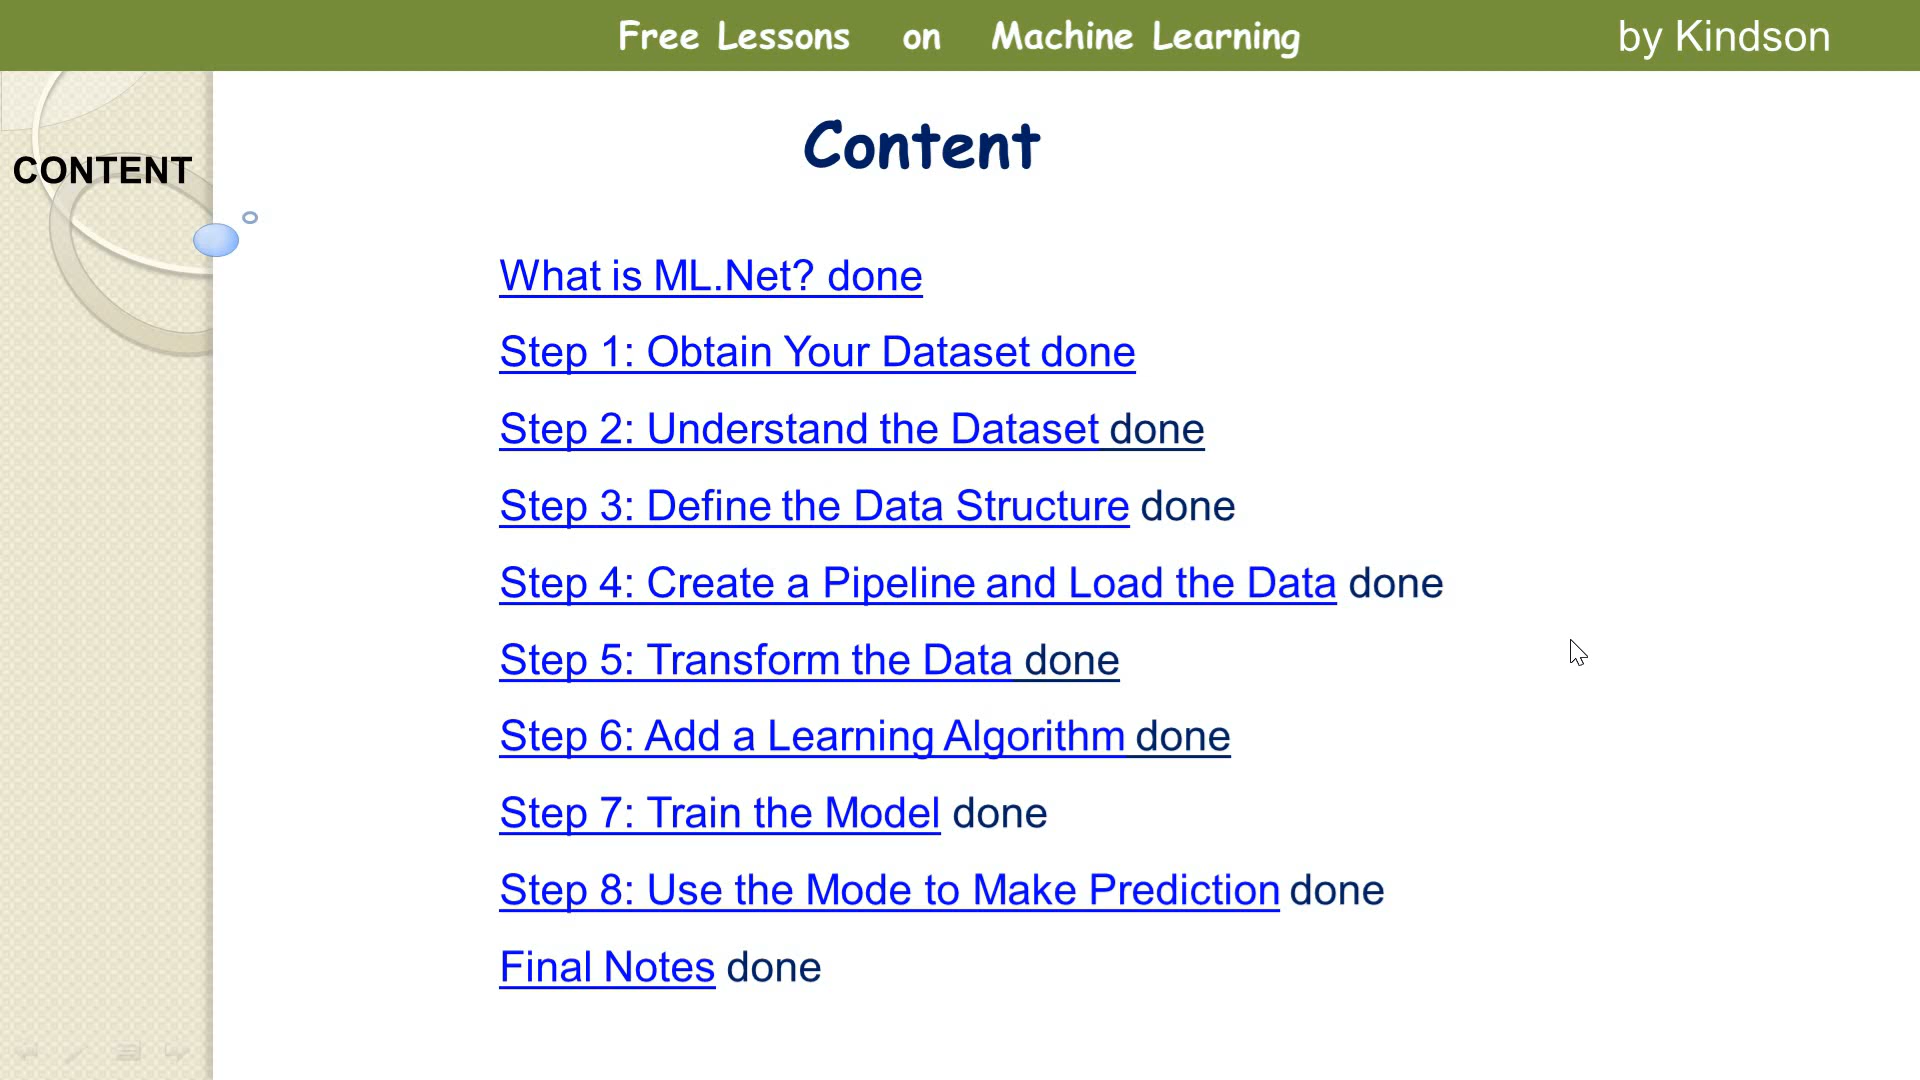 Free Lessons on Machine Learning by Kindson
CONTENT
Content
What is ML.Net? done
Step 1: Obtain Your Dataset done
Step 2: Understand the Dataset done
Step 3: Define the Data Structure done
Step 4: Create a Pipeline and Load the Data done
Step 5: Transform the Data done
Step 6: Add a Learning Algorithm done
Step 7: Train the Model done
Step 8: Use the Mode to Make Prediction done
Final Notes done